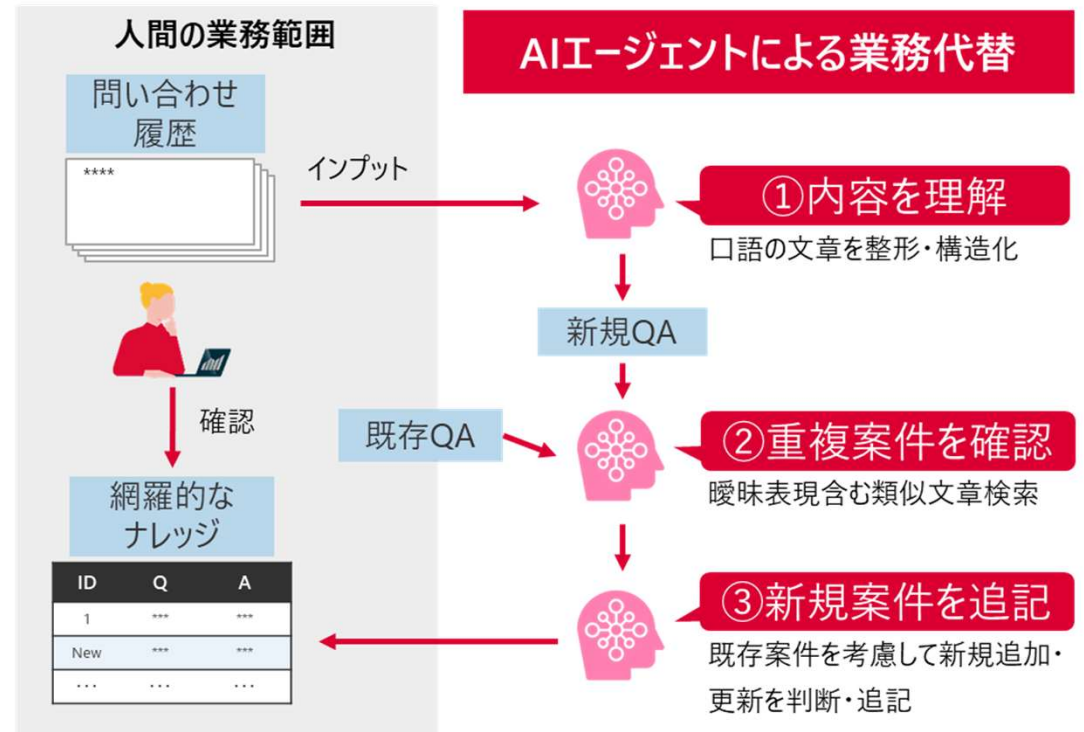 人間の業務範囲
AIエージェントによる業務代替
問い合わせ
履歴
****
インプット
①内容を理解
口語の文章を整形・構造化
新規QA
確認
既存QA
②重複案件を確認
曖昧表現含む類似文章検索
網羅的な
ナレッジ
ID Q A
1 *** ***
New *** ***
... ... ...
③新規案件を追記
既存案件を考慮して新規追加・
更新を判断・追記